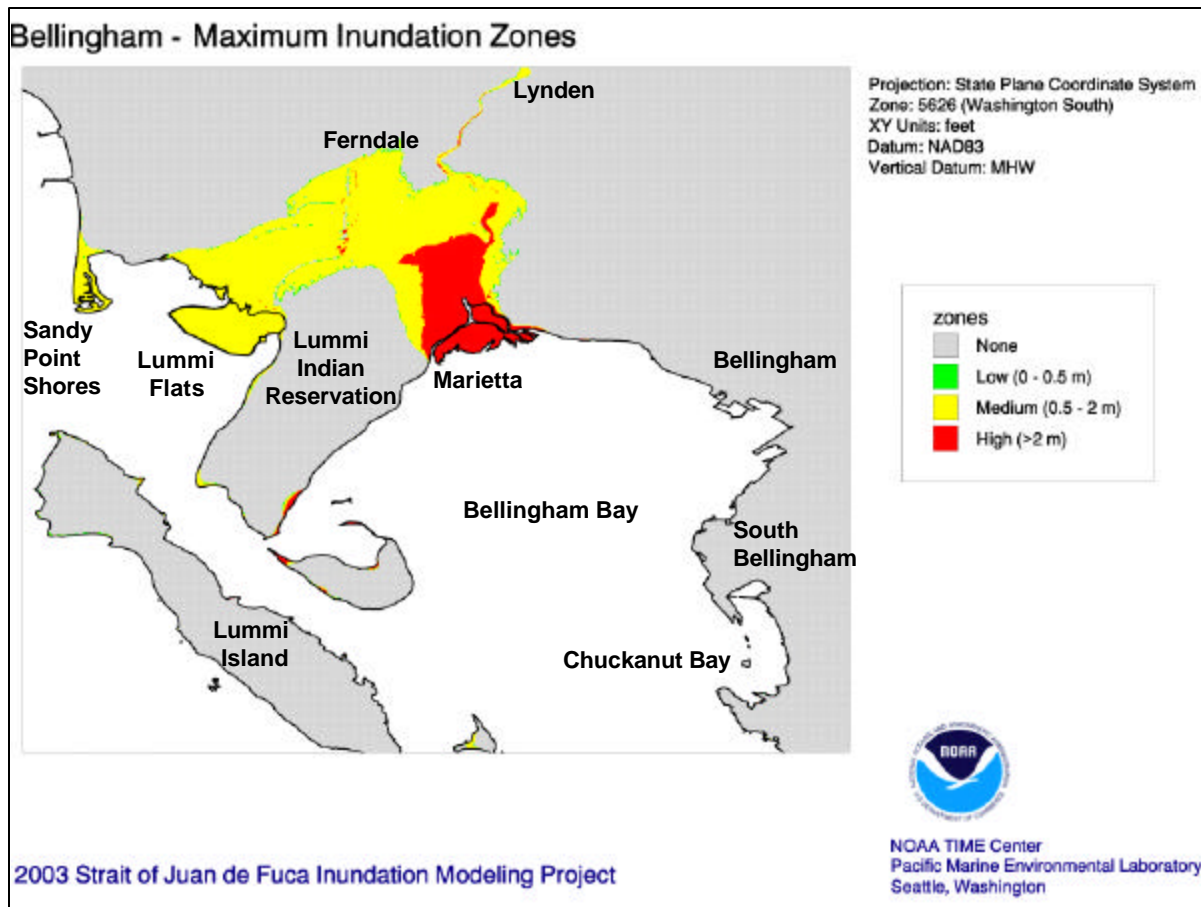 Bellingham - Maximum Inundation Zones
Projection: State Plane Coordinate System
Zone: 5626 (Washington South)
XY Units: feet
Datum: NAD83
Vertical Datum: MHW
Lynden
Ferndale
Sandy
Point
Shores
Lummi
Flats
Lummi
Indian
Reservation
Marietta
Bellingham
zones
None
Low (0 - 0.5 m)
Medium (0.5 - 2 m)
High (>2 m)
Bellingham Bay
South
Bellingham
Lummi
Island
Chuckanut Bay
NOAA
NOAA TIME Center
Pacific Marine Environmental Laboratory
Seattle, Washington
2003 Strait of Juan de Fuca Inundation Modeling Project